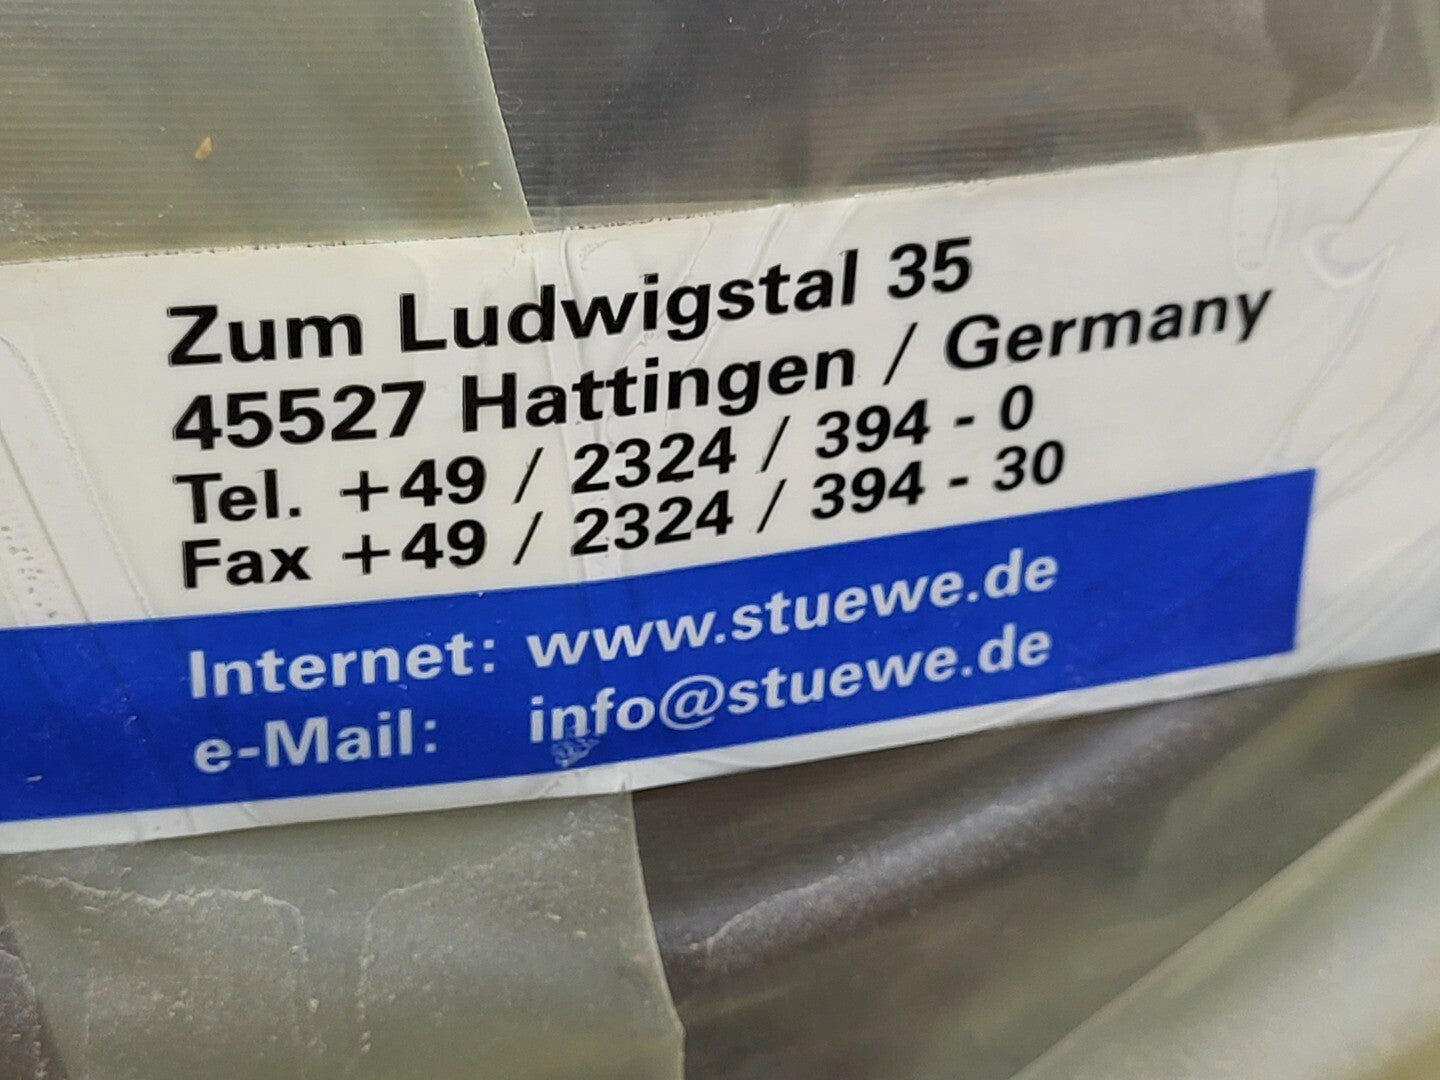 Zum Ludwigstal 35
45527 Hattingen / Germany
Tel. +49 / 2324 / 394 - 0
Fax +49 / 2324 / 394 - 30
Internet: www.stuewe.de
e-Mail: info@stuewe.de